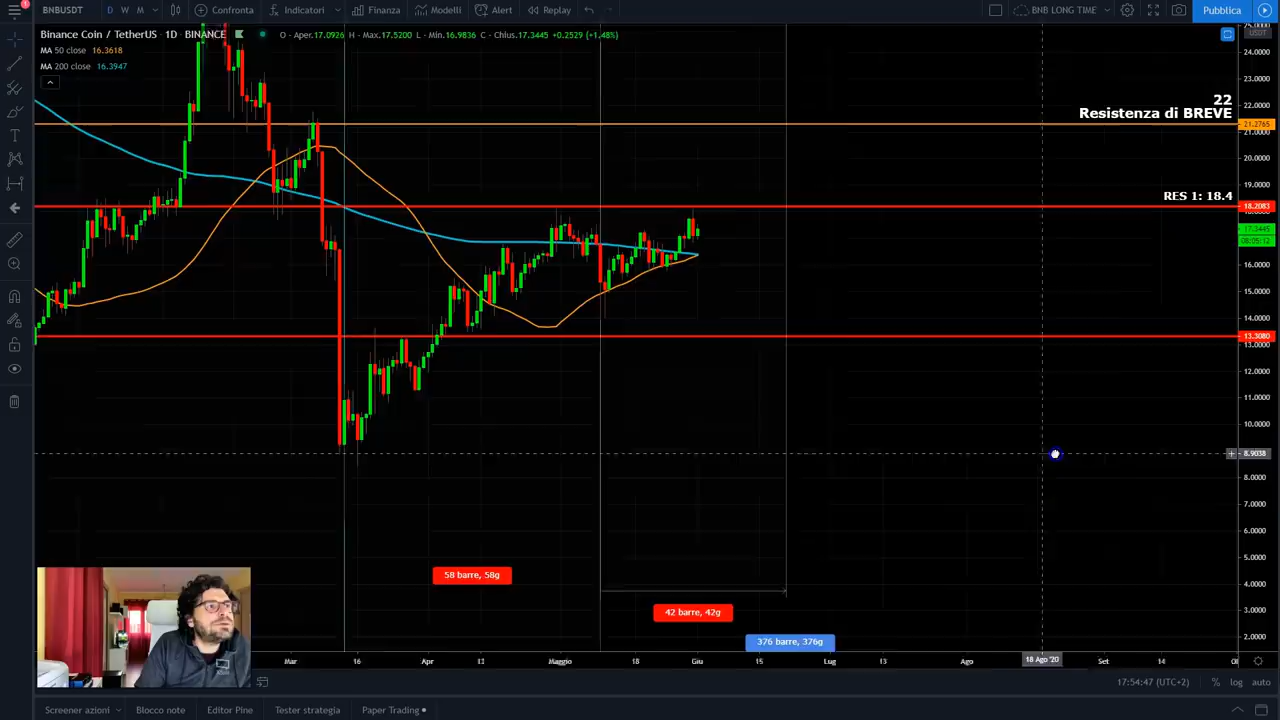 BNBUSDT D W M Confronta Indicatori Finanza Modelli Alert Replay BNB LONG TIME Pubblica
Binance Coin / TetherUS · 1D · BINANCE O - Aper.17.0926 H - Max.17.5200 L - Min.16.9836 C - Chius.17.3445 +0.2529 (+1.48%)
MA 50 close 16.3618
MA 200 close 16.3947
USDT
25.0000
24.0000
23.0000
22.0000
22
Resistenza di BREVE
21.2765
21.0000
20.0000
19.0000
RES 1: 18.4
18.2083
17.3445
08:05:12
16.0000
15.0000
14.0000
13.3080
13.0000
12.0000
11.0000
10.0000
8.9038
8.0000
7.0000
6.0000
5.0000
58 barre, 58g
4.0000
3.0000
42 barre, 42g
2.0000
376 barre, 376g
Mar 16 Apr 13 Maggio 18 Giu 15 Lug 13 Ago 18 Ago '20 Set 14
17:54:47 (UTC+2) % log auto
Screener azioni Blocco note Editor Pine Tester strategia Paper Trading